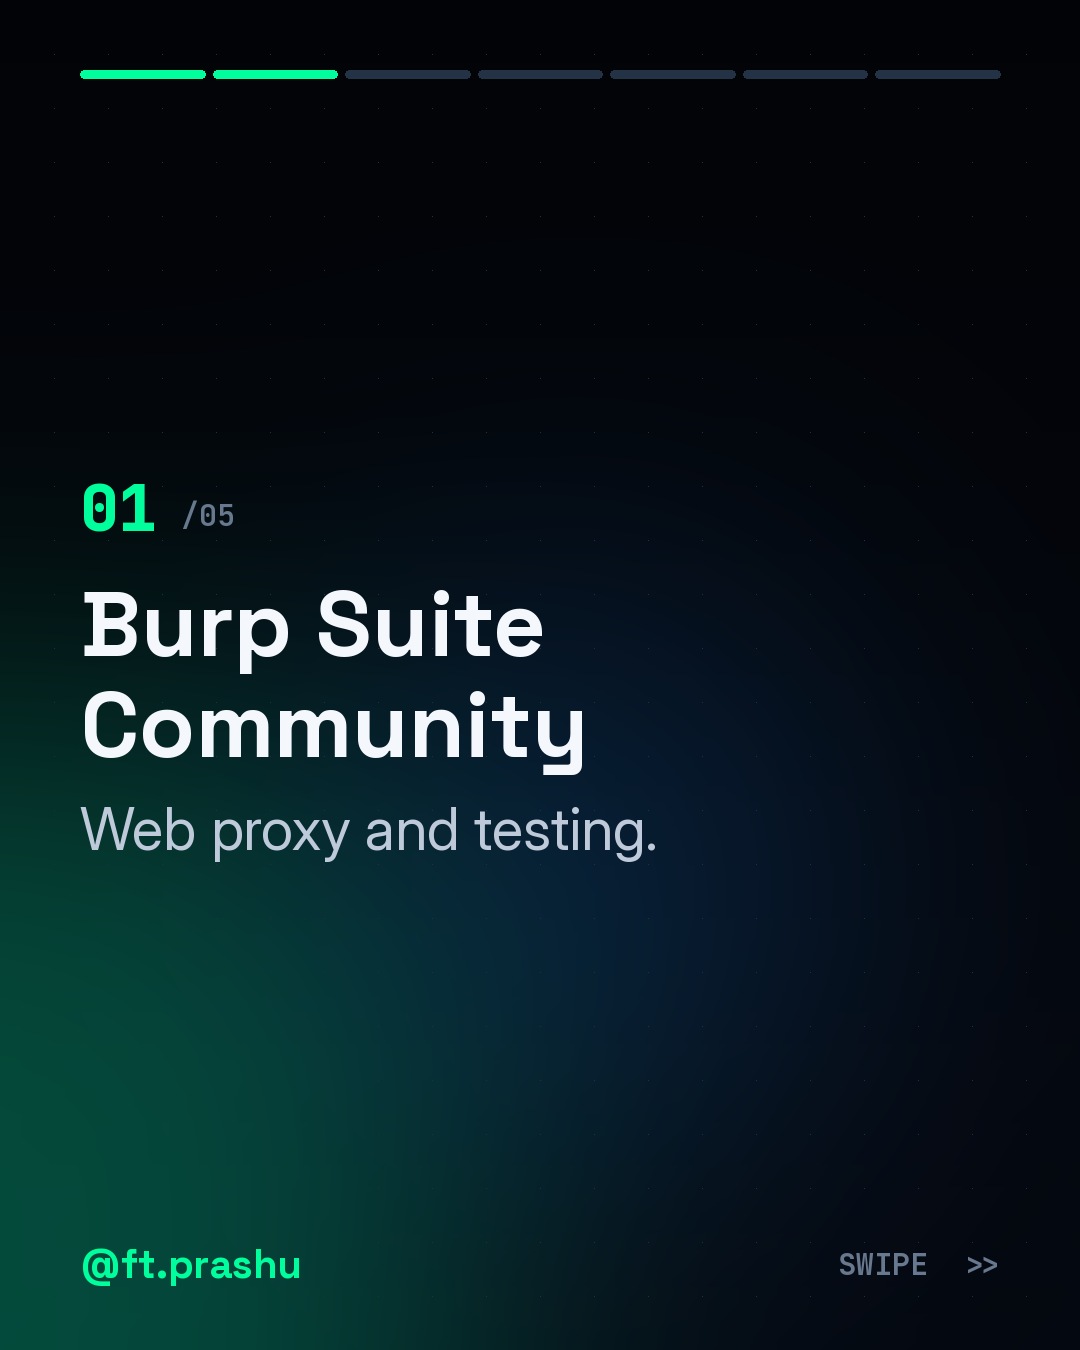 01 /05
Burp Suite
Community
Web proxy and testing.
@ft.prashu
SWIPE >>